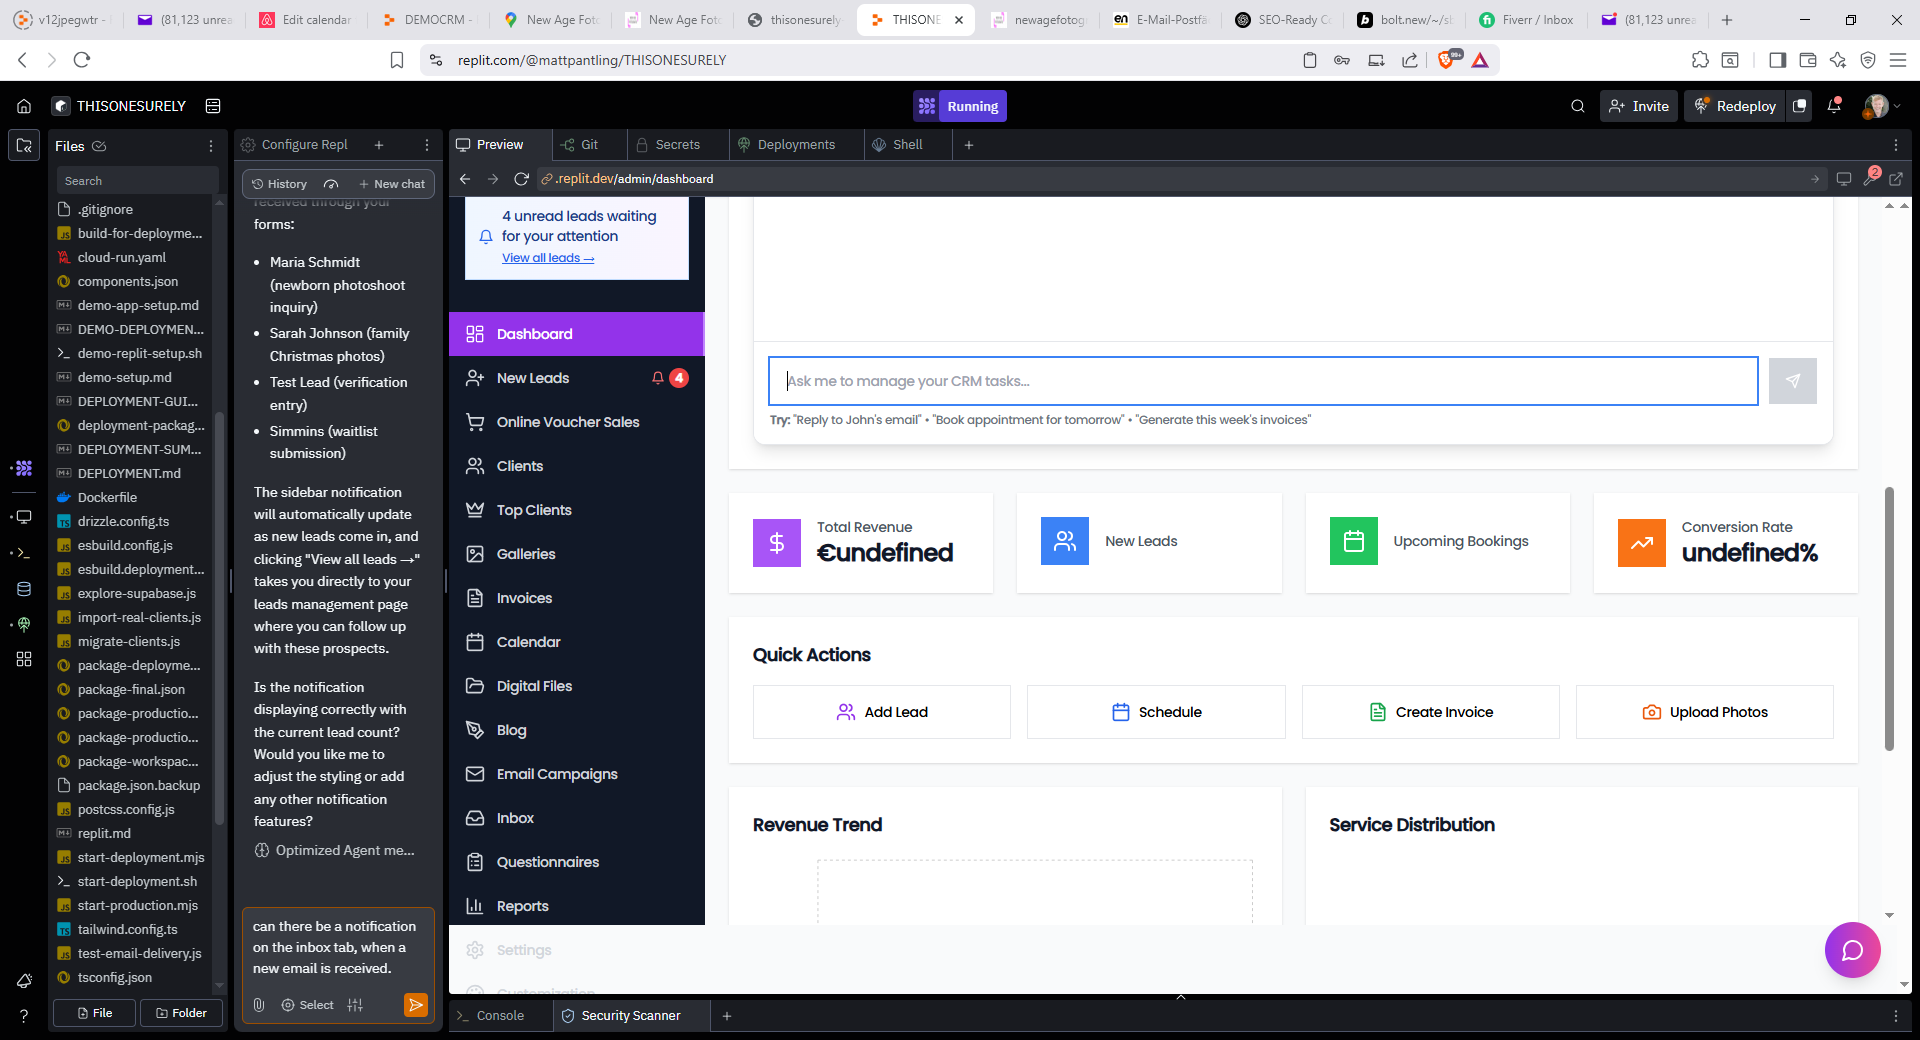 v12jpegwtr -
(81,123 unrea
Edit calendar
DEMOCRM -
New Age Foto
New Age Foto
thisonesurely
THISONE
newagefotog
E-Mail-Postfä
SEO-Ready Co
bolt.new/~/sb
Fiverr / Inbox
(81,123 unrea
replit.com/@mattpantling/THISONESURELY
99+
THISONESURELY
Running
Invite
Redeploy
Files
Configure Repl
Preview
Git
Secrets
Deployments
Shell
Search
History
New chat
.replit.dev/admin/dashboard
2
.gitignore
build-for-deployme...
cloud-run.yaml
components.json
demo-app-setup.md
DEMO-DEPLOYMEN...
demo-replit-setup.sh
demo-setup.md
DEPLOYMENT-GUI...
deployment-packag...
DEPLOYMENT-SUM...
DEPLOYMENT.md
Dockerfile
drizzle.config.ts
esbuild.config.js
esbuild.deployment...
explore-supabase.js
import-real-clients.js
migrate-clients.js
package-deployme...
package-final.json
package-productio...
package-productio...
package-workspac...
package.json.backup
postcss.config.js
replit.md
start-deployment.mjs
start-deployment.sh
start-production.mjs
tailwind.config.ts
test-email-delivery.js
tsconfig.json
File
Folder
received through your
forms:
• Maria Schmidt
(newborn photoshoot
inquiry)
• Sarah Johnson (family
Christmas photos)
• Test Lead (verification
entry)
• Simmins (waitlist
submission)
The sidebar notification
will automatically update
as new leads come in, and
clicking "View all leads →"
takes you directly to your
leads management page
where you can follow up
with these prospects.
Is the notification
displaying correctly with
the current lead count?
Would you like me to
adjust the styling or add
any other notification
features?
Optimized Agent me...
can there be a notification
on the inbox tab, when a
new email is received.
Select
4 unread leads waiting
for your attention
View all leads →
Dashboard
New Leads
4
Online Voucher Sales
Clients
Top Clients
Galleries
Invoices
Calendar
Digital Files
Blog
Email Campaigns
Inbox
Questionnaires
Reports
Settings
Customization
Ask me to manage your CRM tasks...
Try: "Reply to John's email" • "Book appointment for tomorrow" • "Generate this week's invoices"
Total Revenue
€undefined
New Leads
Upcoming Bookings
Conversion Rate
undefined%
Quick Actions
Add Lead
Schedule
Create Invoice
Upload Photos
Revenue Trend
Service Distribution
Console
Security Scanner